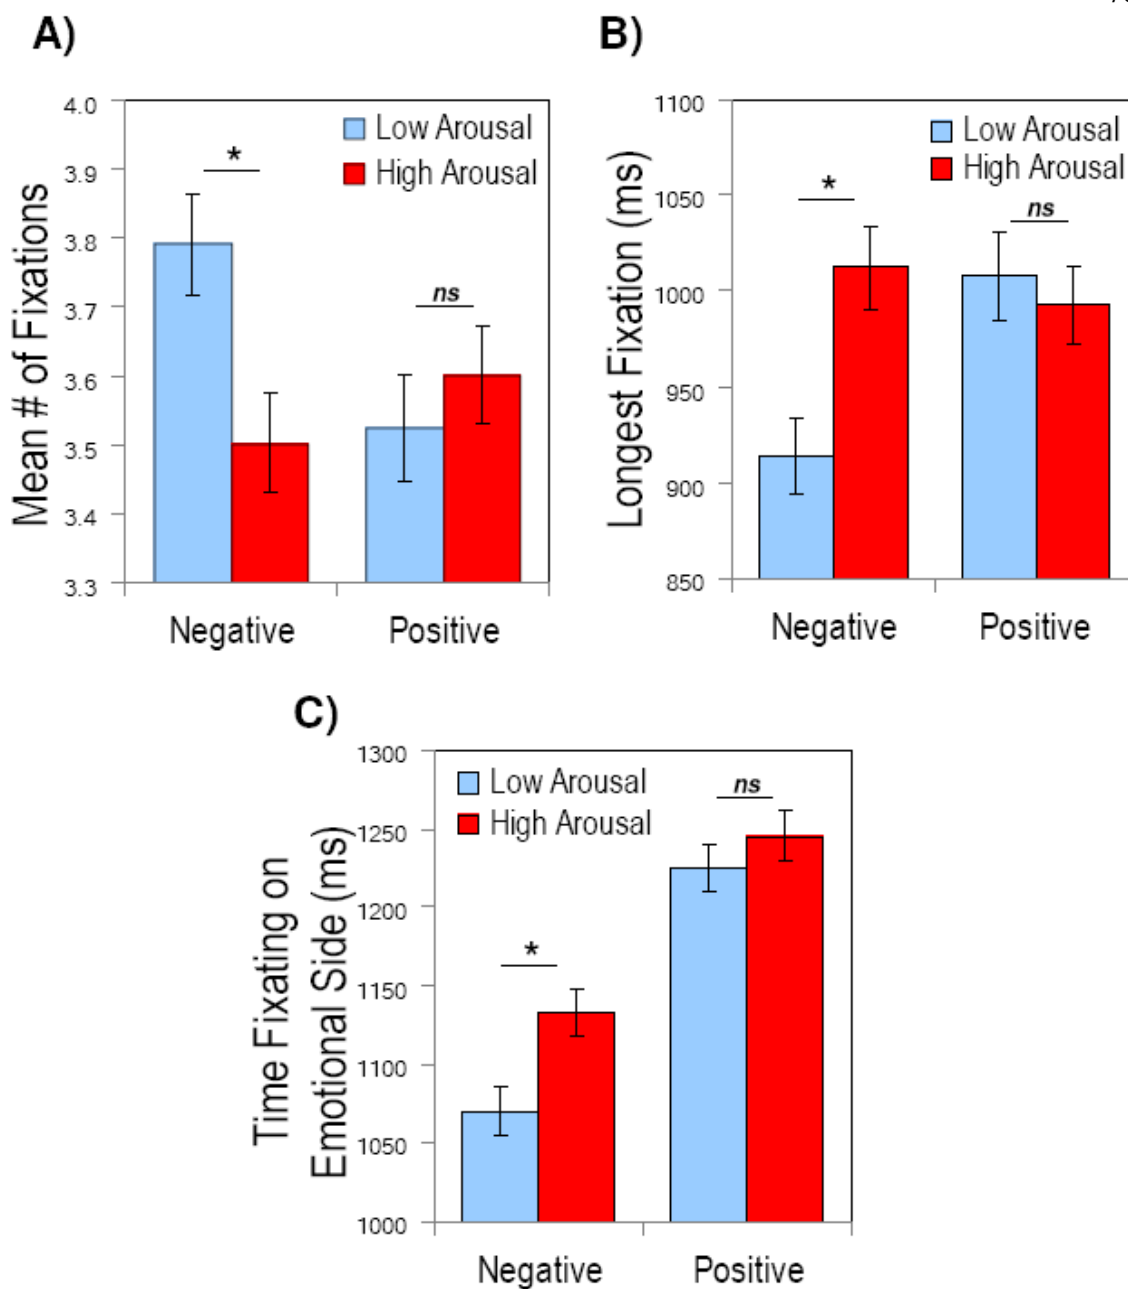 A)
4.0
3.9
3.8
3.7
3.6
3.5
3.4
3.3
Mean # of Fixations
Low Arousal
High Arousal
*
ns
Negative
Positive
B)
1100
1050
1000
950
900
850
Longest Fixation (ms)
Low Arousal
High Arousal
*
ns
Negative
Positive
C)
1300
1250
1200
1150
1100
1050
1000
Time Fixating on
Emotional Side (ms)
Low Arousal
High Arousal
*
ns
Negative
Positive